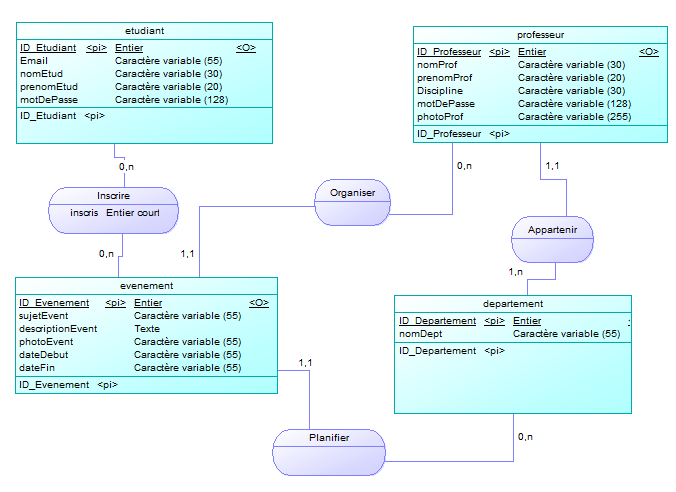 etudiant
ID_Etudiant <pi> Entier <O>
Email Caractère variable (55)
nomEtud Caractère variable (30)
prenomEtud Caractère variable (20)
motDePasse Caractère variable (128)
ID_Etudiant <pi>
professeur
ID_Professeur <pi> Entier <O>
nomProf Caractère variable (30)
prenomProf Caractère variable (20)
Discipline Caractère variable (30)
motDePasse Caractère variable (128)
photoProf Caractère variable (255)
ID_Professeur <pi>
0,n
0,n
1,1
Inscrire
inscris Entier court
Organiser
Appartenir
0,n
1,1
1,n
evenement
ID_Evenement <pi> Entier <O>
sujetEvent Caractère variable (55)
descriptionEvent Texte
photoEvent Caractère variable (55)
dateDebut Caractère variable (55)
dateFin Caractère variable (55)
ID_Evenement <pi>
departement
ID_Departement <pi> Entier
nomDept Caractère variable (55)
ID_Departement <pi>
1,1
Planifier
0,n